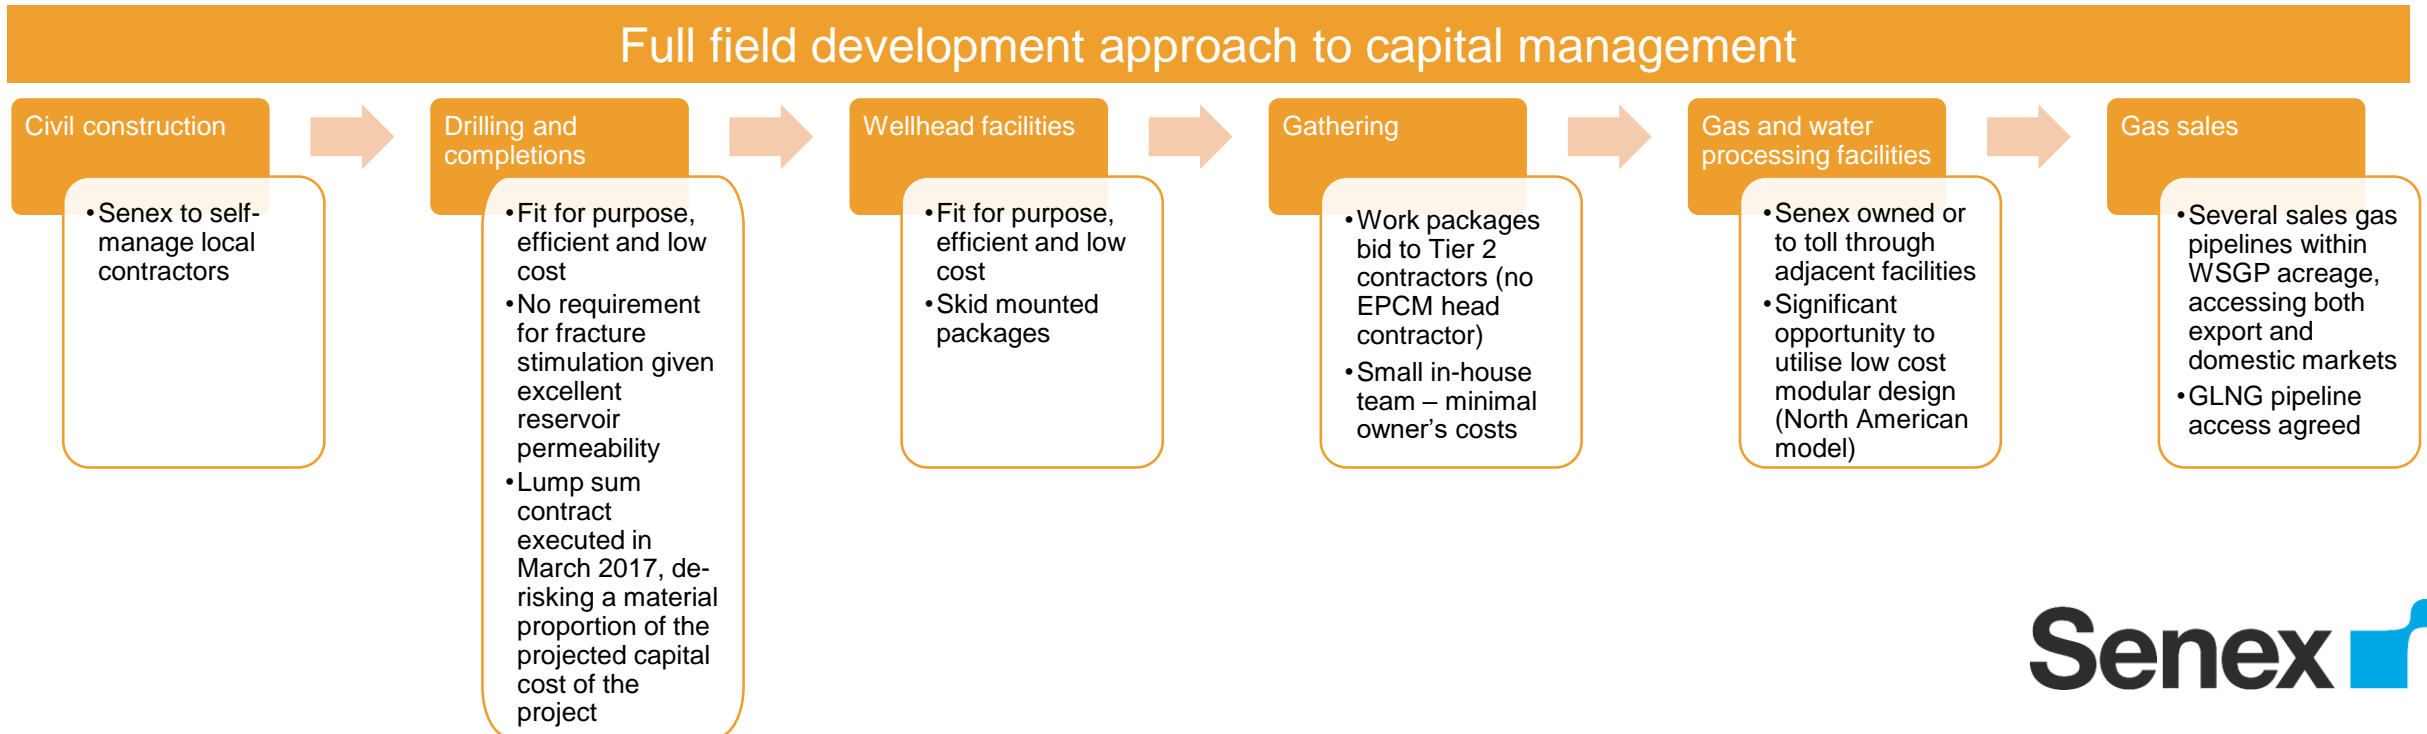 Full field development approach to capital management
Civil construction
•Senex to self-
manage local
contractors
Drilling and
completions
•Fit for purpose,
efficient and low
cost
•No requirement
for fracture
stimulation given
excellent
reservoir
permeability
•Lump sum
contract
executed in
March 2017, de-
risking a material
proportion of the
projected capital
cost of the
project
Wellhead facilities
•Fit for purpose,
efficient and low
cost
•Skid mounted
packages
Gathering
•Work packages
bid to Tier 2
contractors (no
EPCM head
contractor)
•Small in-house
team – minimal
owner’s costs
Gas and water
processing facilities
•Senex owned or
to toll through
adjacent facilities
•Significant
opportunity to
utilise low cost
modular design
(North American
model)
Gas sales
•Several sales gas
pipelines within
WSGP acreage,
accessing both
export and
domestic markets
•GLNG pipeline
access agreed
Senex